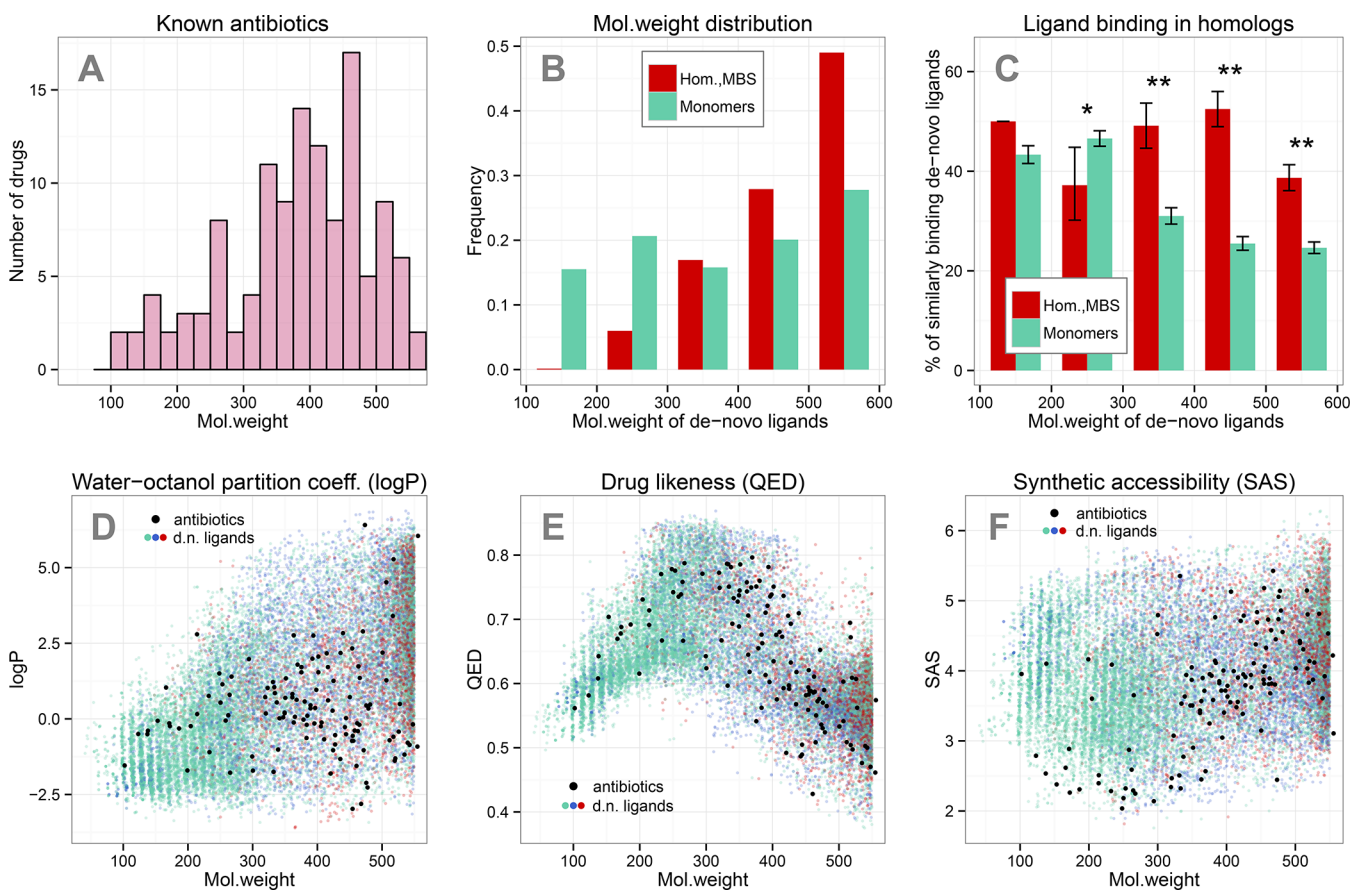 Known antibiotics
A
Number of drugs
15
10
5
0
100 200 300 400 500
Mol.weight
Mol.weight distribution
B
Hom.,MBS
Monomers
Frequency
0.5
0.4
0.3
0.2
0.1
0.0
100 200 300 400 500 600
Mol.weight of de−novo ligands
Ligand binding in homologs
C
* ** ** **
% of similarly binding de−novo ligands
60
40
20
0
Hom.,MBS
Monomers
100 200 300 400 500 600
Mol.weight of de−novo ligands
Water−octanol partition coeff. (logP)
D
antibiotics
d.n. ligands
logP
5.0
2.5
0.0
−2.5
100 200 300 400 500
Mol.weight
Drug likeness (QED)
E
QED
0.8
0.7
0.6
0.5
0.4
antibiotics
d.n. ligands
100 200 300 400 500
Mol.weight
Synthetic accessibility (SAS)
F
antibiotics
d.n. ligands
SAS
6
5
4
3
2
100 200 300 400 500
Mol.weight